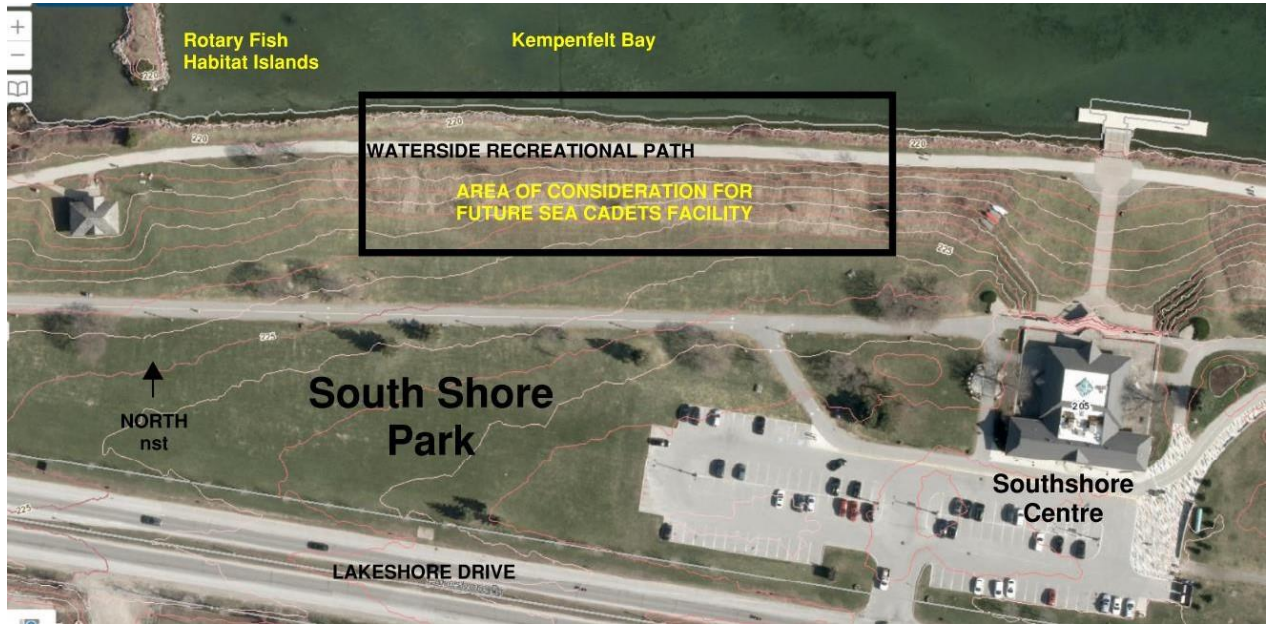 Rotary Fish
Habitat Islands
Kempenfelt Bay
220
220
220
220
WATERSIDE RECREATIONAL PATH
AREA OF CONSIDERATION FOR
FUTURE SEA CADETS FACILITY
225
225
South Shore
Park
NORTH
nst
205
Southshore
Centre
225
LAKESHORE DRIVE